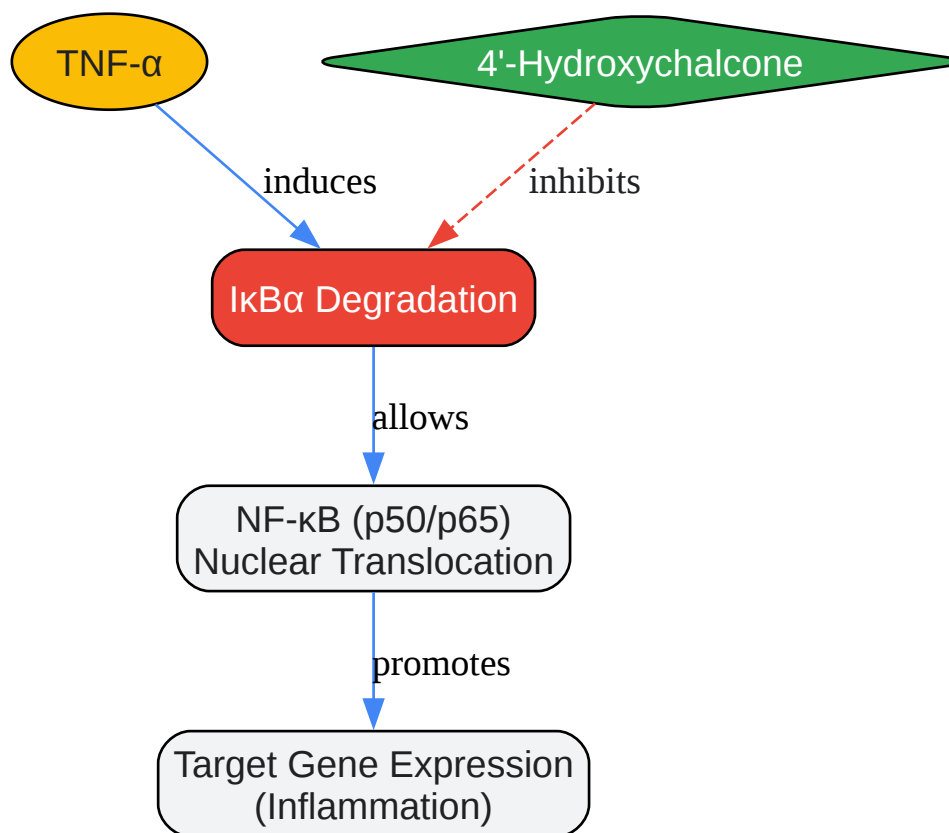 TNF-α
4'-Hydroxychalcone
induces
inhibits
IκBα Degradation
allows
NF-κB (p50/p65)
Nuclear Translocation
promotes
Target Gene Expression
(Inflammation)